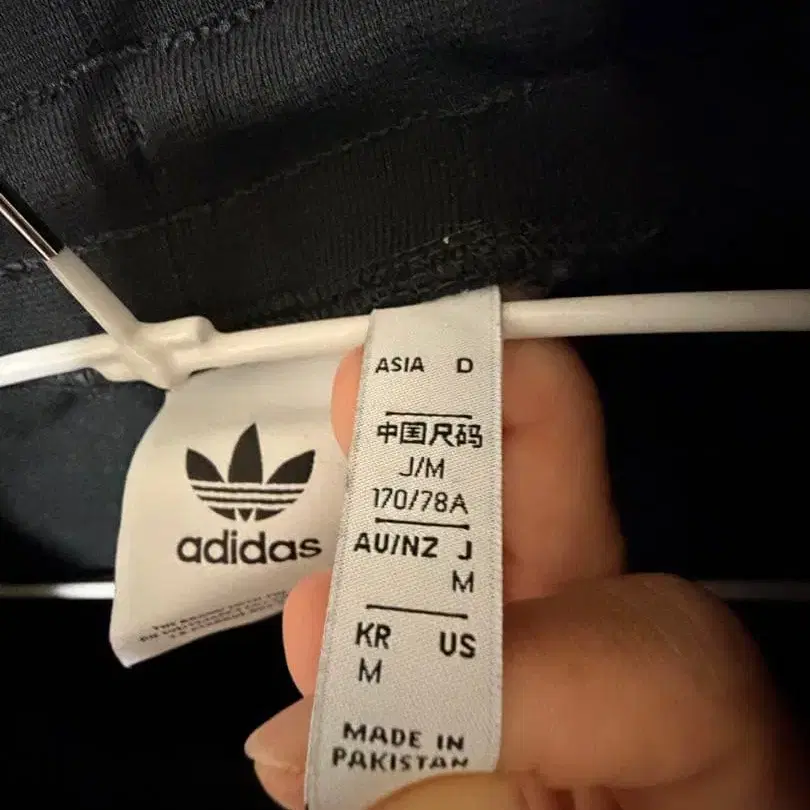 ASIA D
中国尺码
J/M
170/78A
AU/NZ J
M
KR US
M
MADE IN
PAKISTAN
adidas